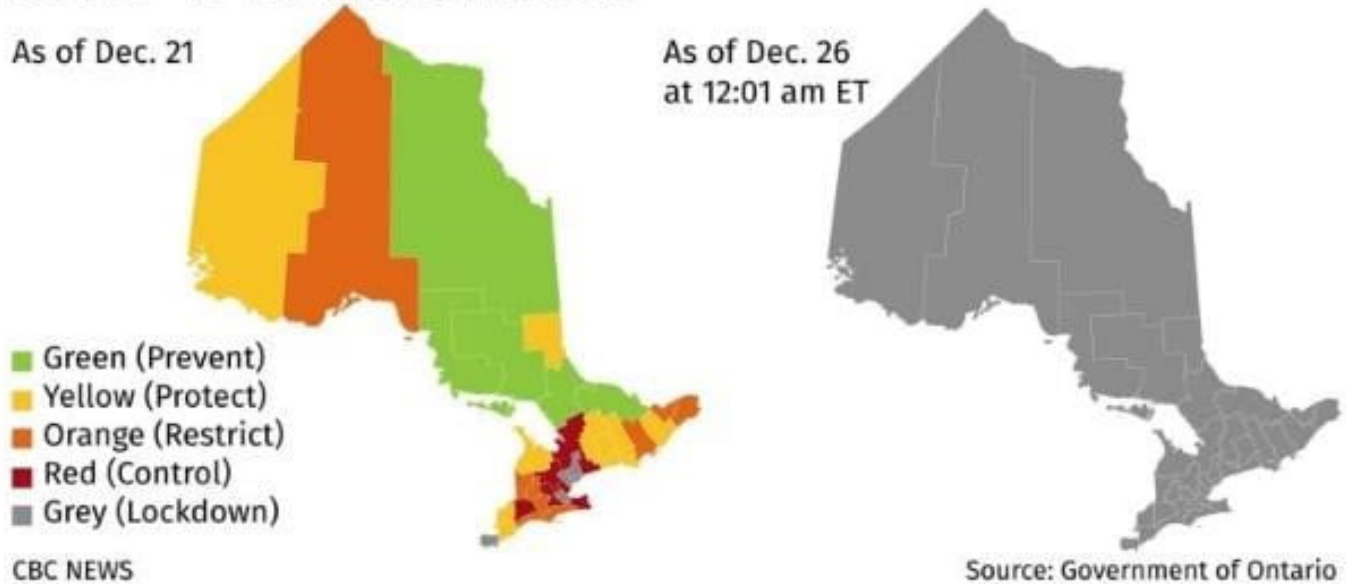 As of Dec. 21
As of Dec. 26
at 12:01 am ET
Green (Prevent)
Yellow (Protect)
Orange (Restrict)
Red (Control)
Grey (Lockdown)
CBC NEWS
Source: Government of Ontario